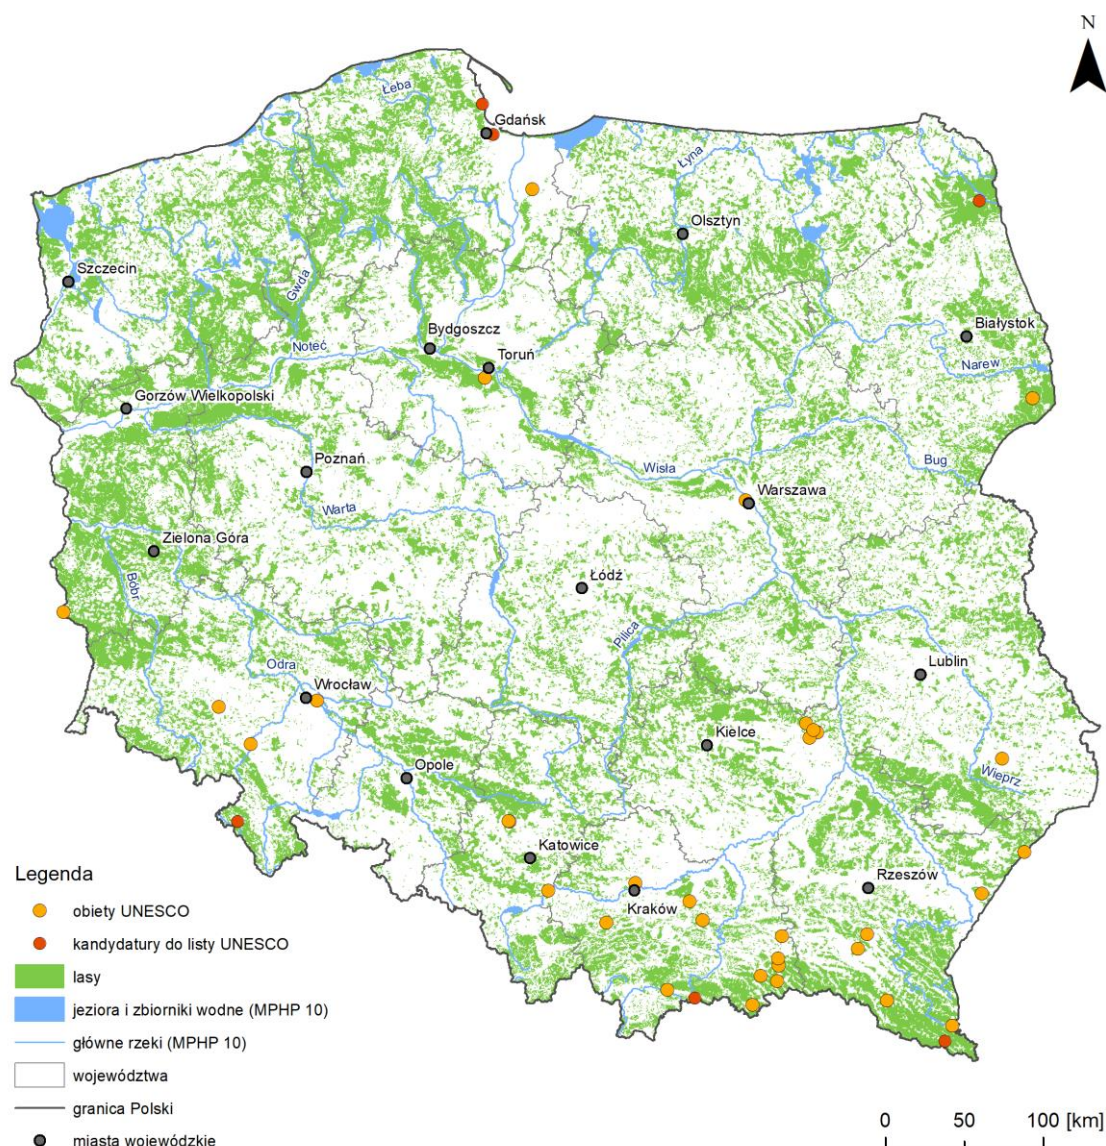 N
Łeba
Gdańsk
Łyna
Olsztyn
Szczecin
Gwda
Bydgoszcz
Białystok
Noteć
Toruń
Narew
Gorzów Wielkopolski
Poznań
Wisła
Bug
Warszawa
Warta
Zielona Góra
Bóbr
Łódź
Pilica
Odra
Lublin
Wrocław
Kielce
Opole
Wieprz
Katowice
Legenda
Rzeszów
Kraków
obiety UNESCO
kandydatury do listy UNESCO
lasy
jeziora i zbiorniki wodne (MPHP 10)
główne rzeki (MPHP 10)
województwa
granica Polski
0 50 100 [km]
miasta wojewódzkie